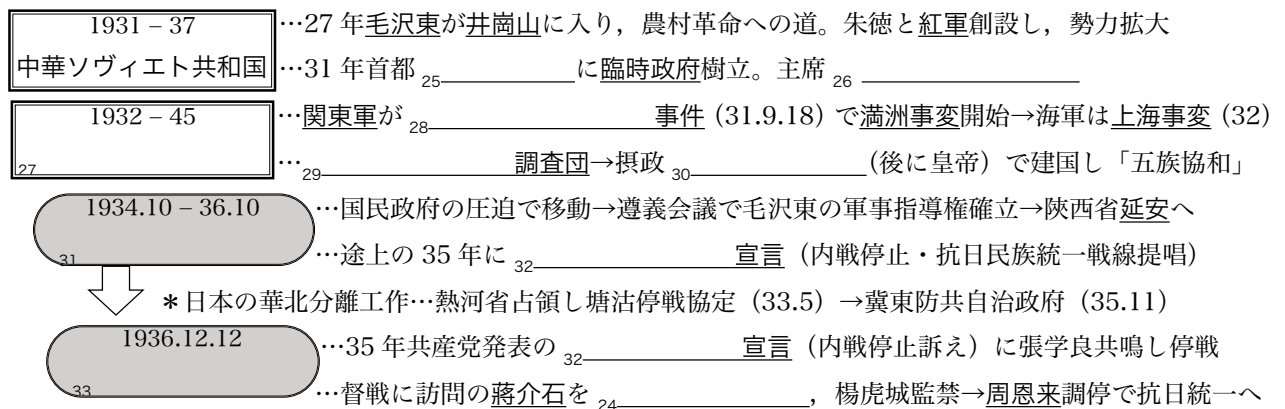 1931 – 37 …27 年毛沢東が井崗山に入り，農村革命への道。朱徳と紅軍創設し，勢力拡大
中華ソヴィエト共和国 …31 年首都 25 に臨時政府樹立。主席 26
1932 – 45 …関東軍が 28 事件（31.9.18）で満洲事変開始→海軍は上海事変（32）
27 …29 調査団→摂政 30 （後に皇帝）で建国し「五族協和」
1934.10 – 36.10 …国民政府の圧迫で移動→遵義会議で毛沢東の軍事指導権確立→陝西省延安へ
31 …途上の 35 年に 32 宣言（内戦停止・抗日民族統一戦線提唱）
＊日本の華北分離工作…熱河省占領し塘沽停戦協定（33.5）→冀東防共自治政府（35.11）
1936.12.12 …35 年共産党発表の 32 宣言（内戦停止訴え）に張学良共鳴し停戦
33 …督戦に訪問の蔣介石を 24 ，楊虎城監禁→周恩来調停で抗日統一へ